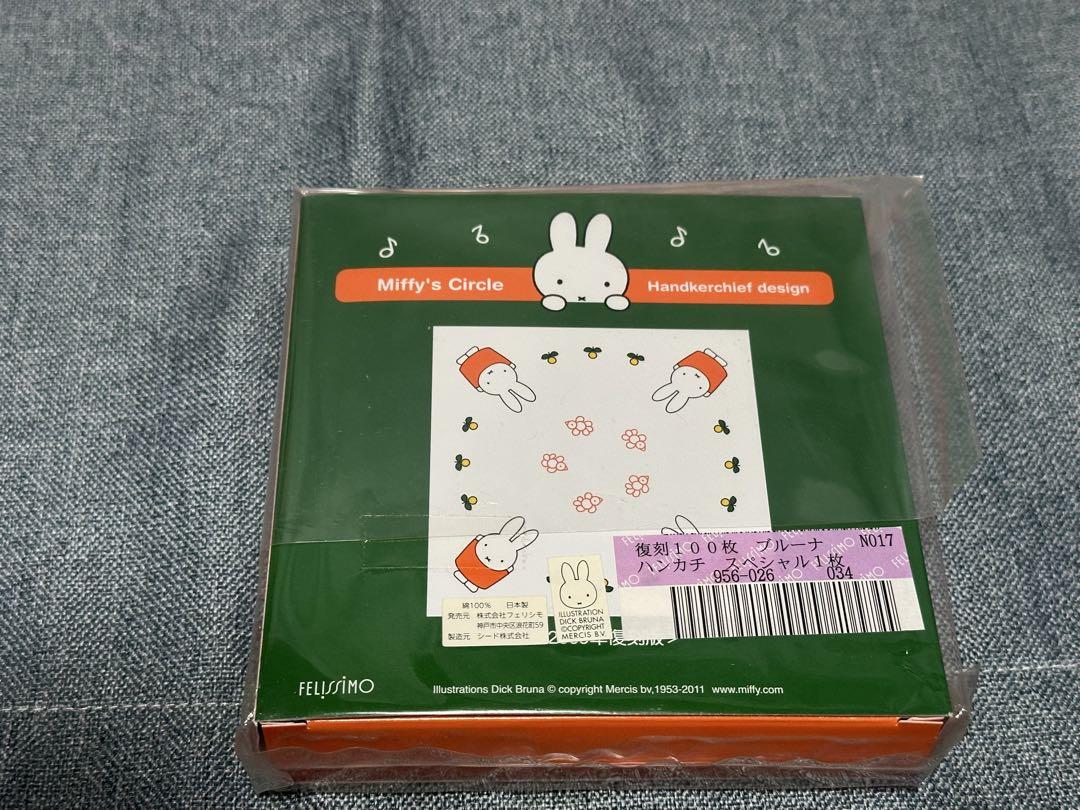 Miffy's Circle
Handkerchief design
復刻100枚 ブルーナ N017
ハンカチ スペシャル1枚
956-026 034
綿100% 日本製
発売元 株式会社フェリシモ
神戸市中央区浪花町59
製造元 シード株式会社
ILLUSTRATION
DICK BRUNA
©COPYRIGHT
MERCIS B.V.
年復刻版
FELISSIMO
Illustrations Dick Bruna © copyright Mercis bv,1953-2011 www.miffy.com